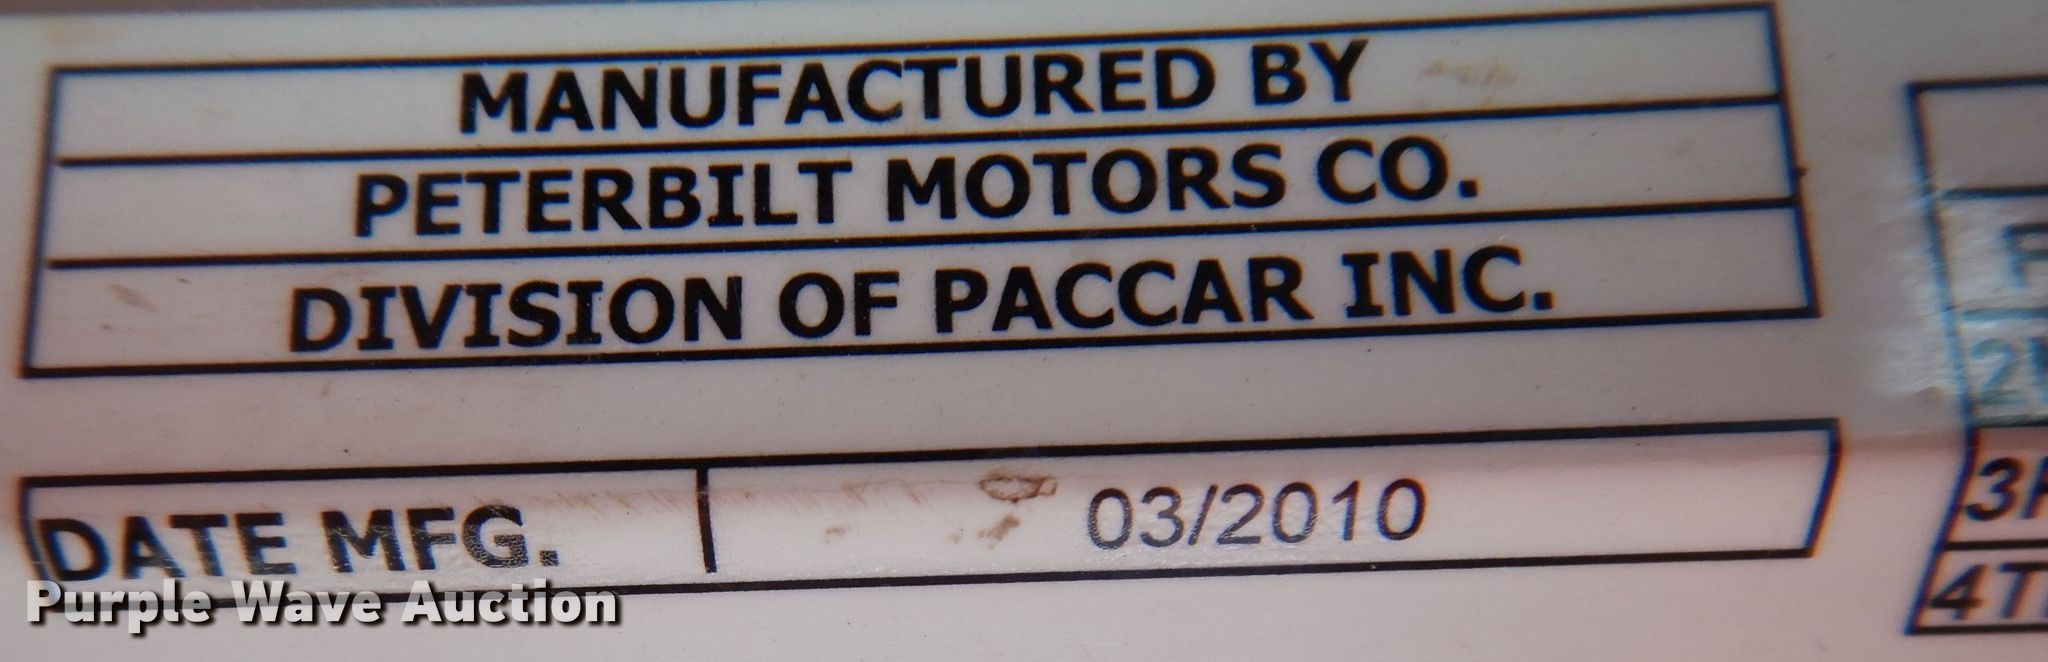 MANUFACTURED BY
PETERBILT MOTORS CO.
DIVISION OF PACCAR INC.
DATE MFG. 03/2010
Purple Wave Auction